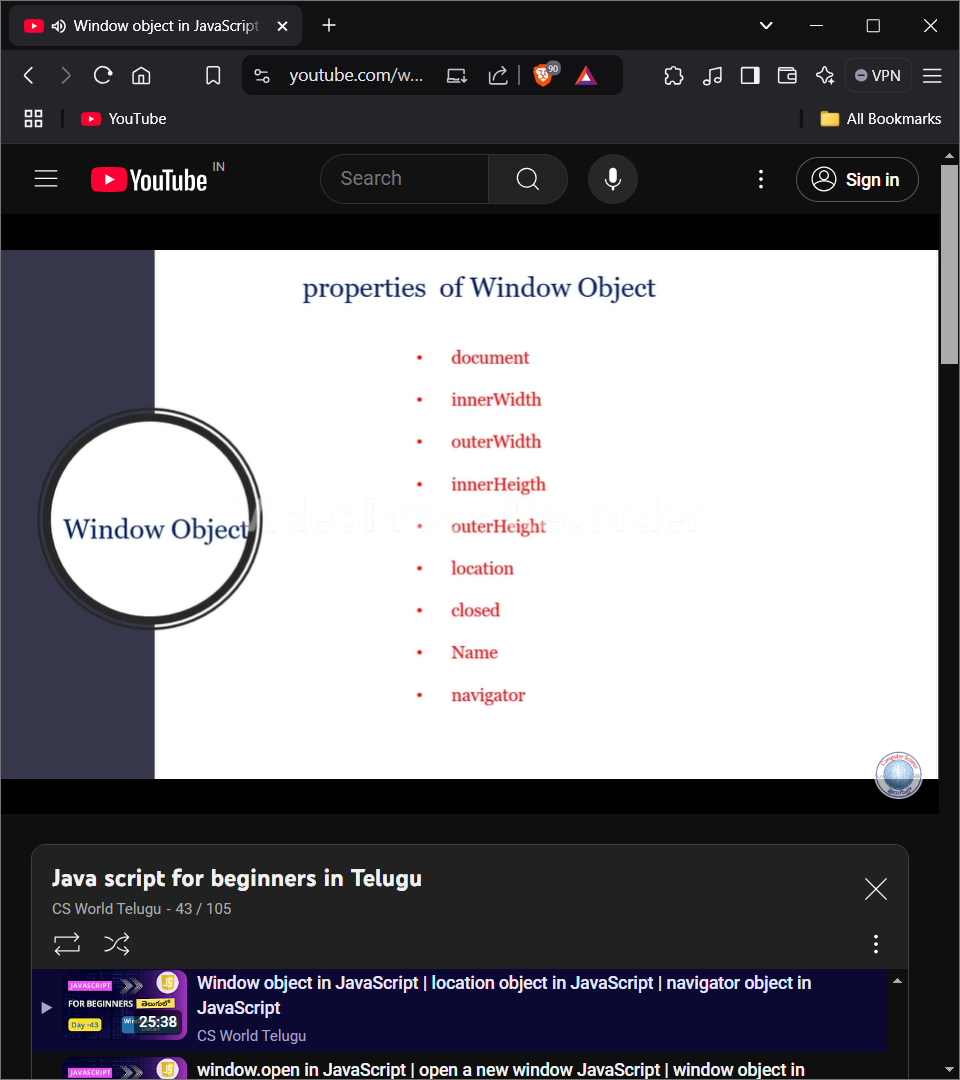 Window object in JavaScript
youtube.com/w...
90
VPN
YouTube
All Bookmarks
YouTube IN
Search
Sign in
properties of Window Object
• document
• innerWidth
• outerWidth
• innerHeigth
• outerHeight
• location
• closed
• Name
• navigator
Window Object
Java script for beginners in Telugu
CS World Telugu - 43 / 105
JAVASCRIPT
JS
FOR BEGINNERS తెలుగులో
Day -43
25:38
Window object in JavaScript | location object in JavaScript | navigator object in
JavaScript
CS World Telugu
JAVASCRIPT
JS
window.open in JavaScript | open a new window JavaScript | window object in